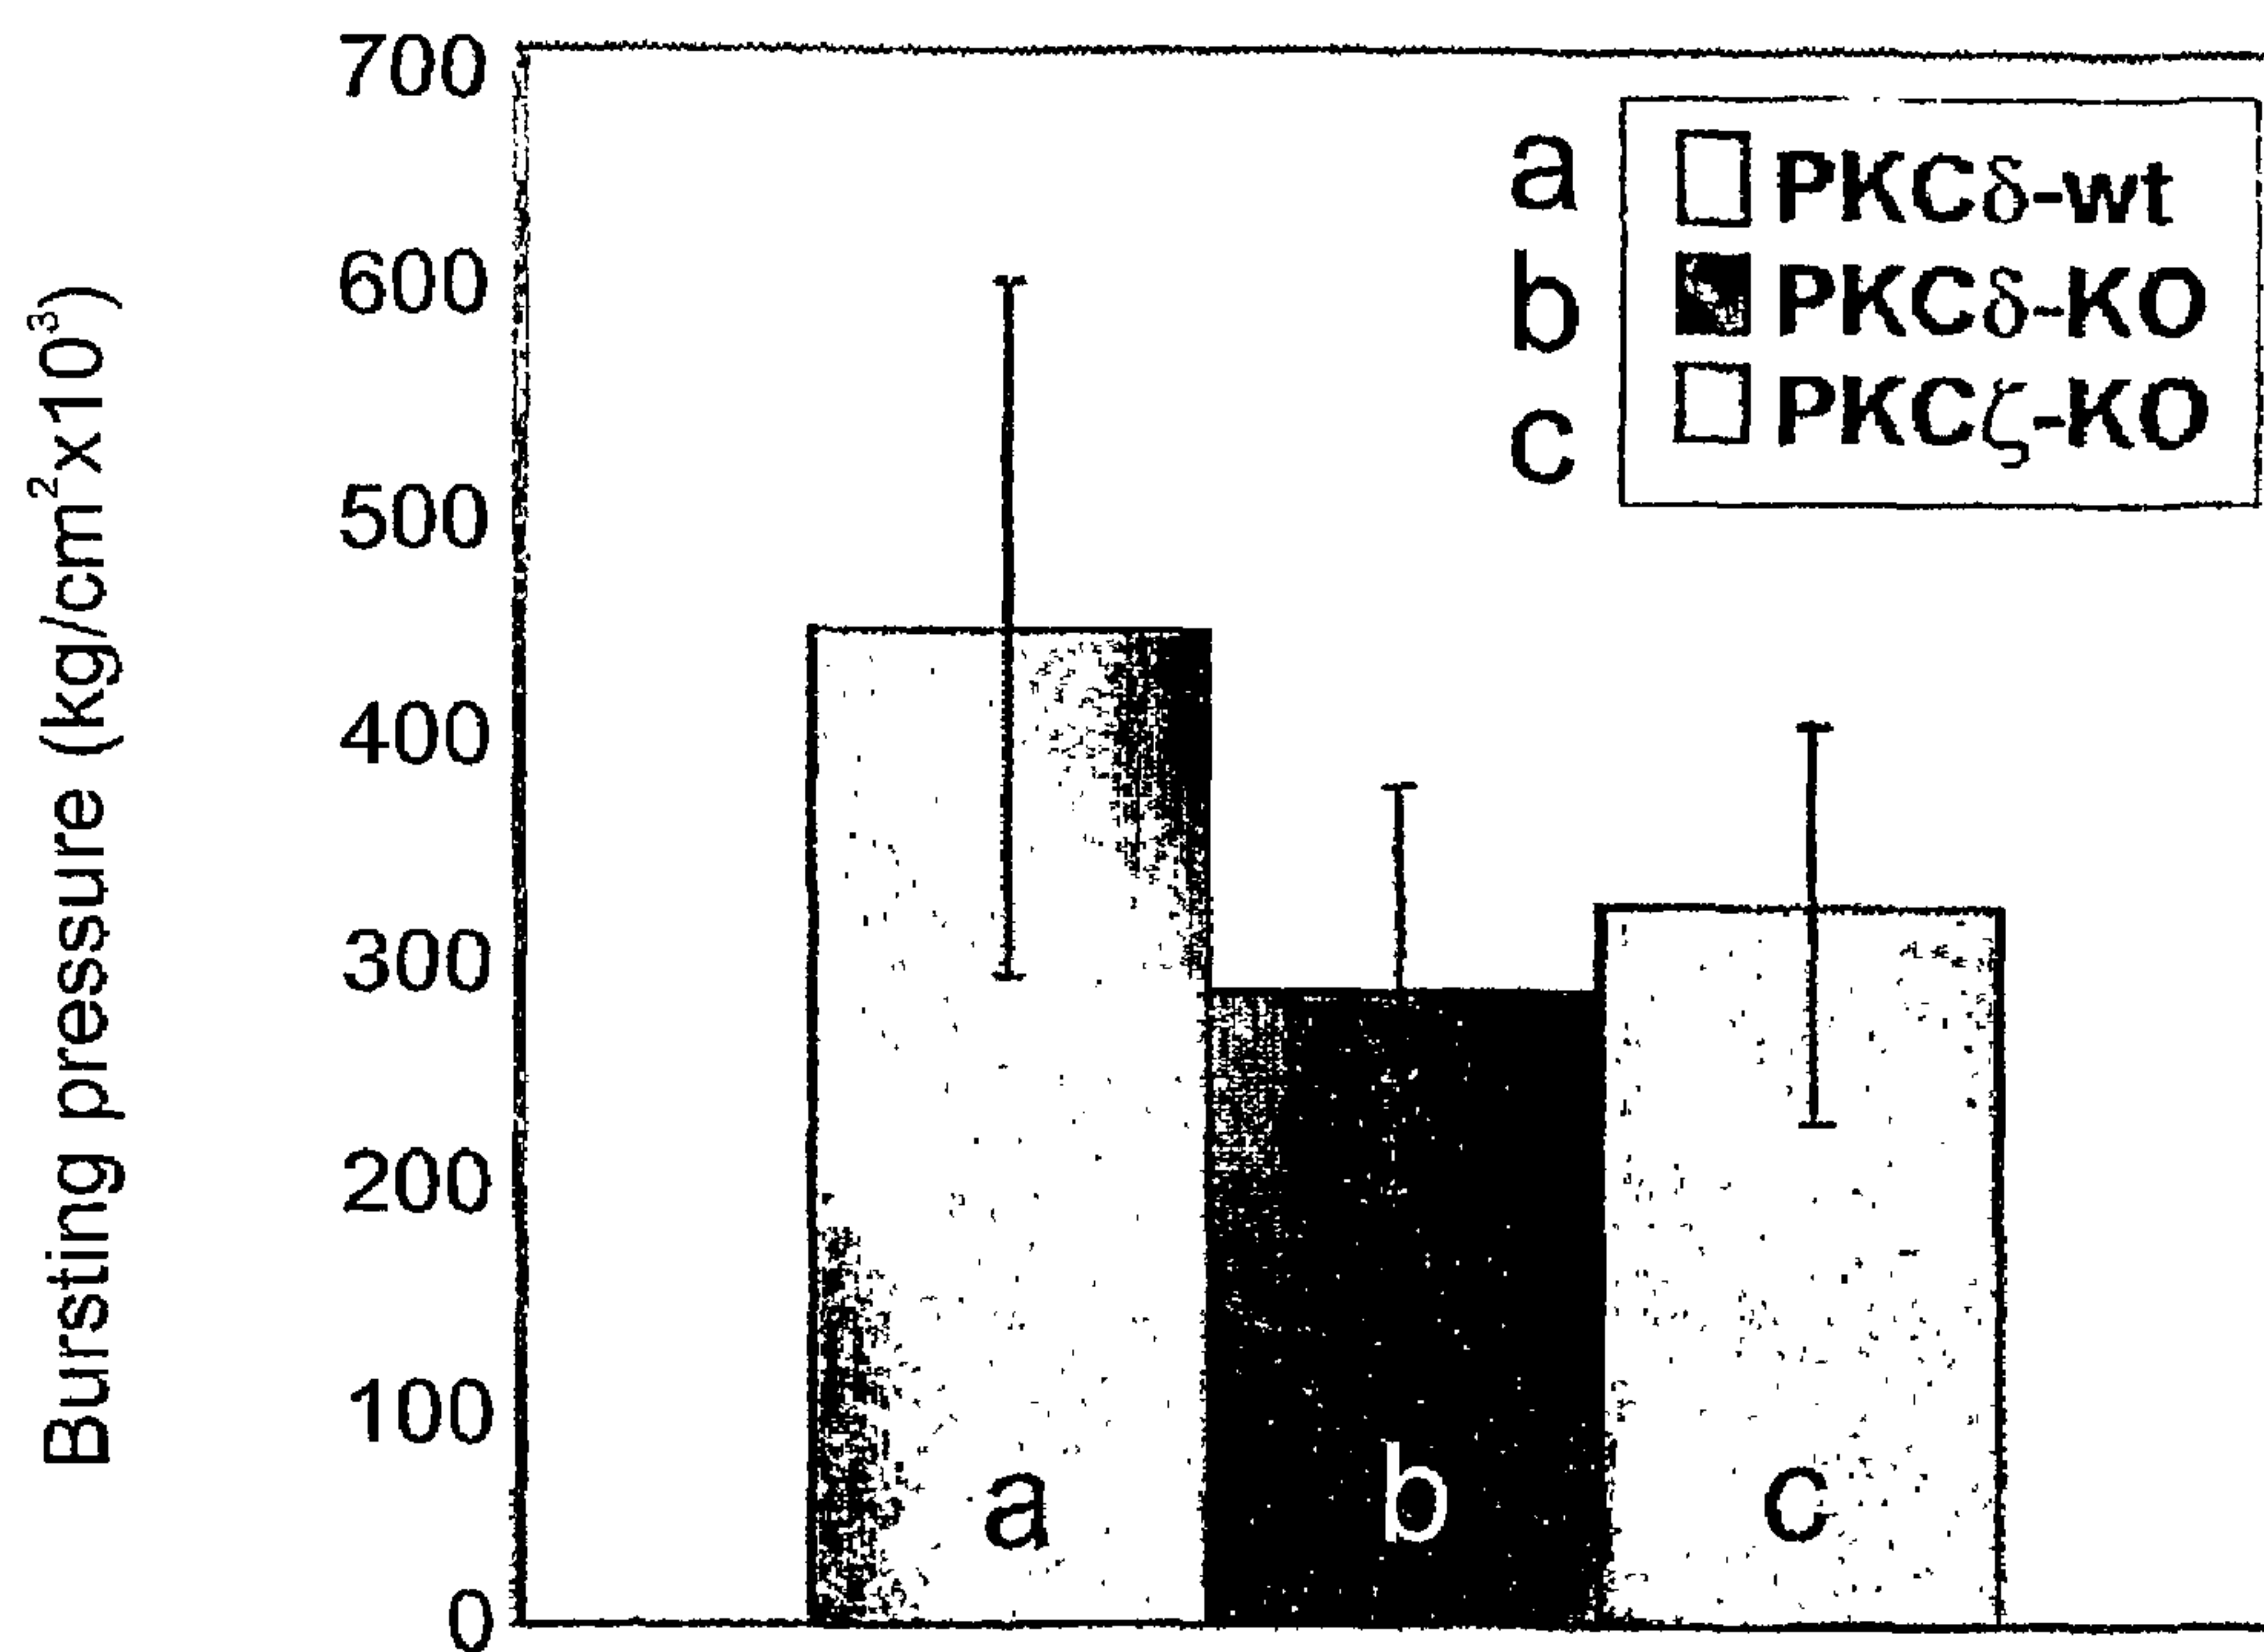 Bursting pressure (kg/cm²x10³)
700
600
500
400
300
200
100
0
a PKCδ-wt
b PKCδ-KO
c PKCζ-KO
a b c